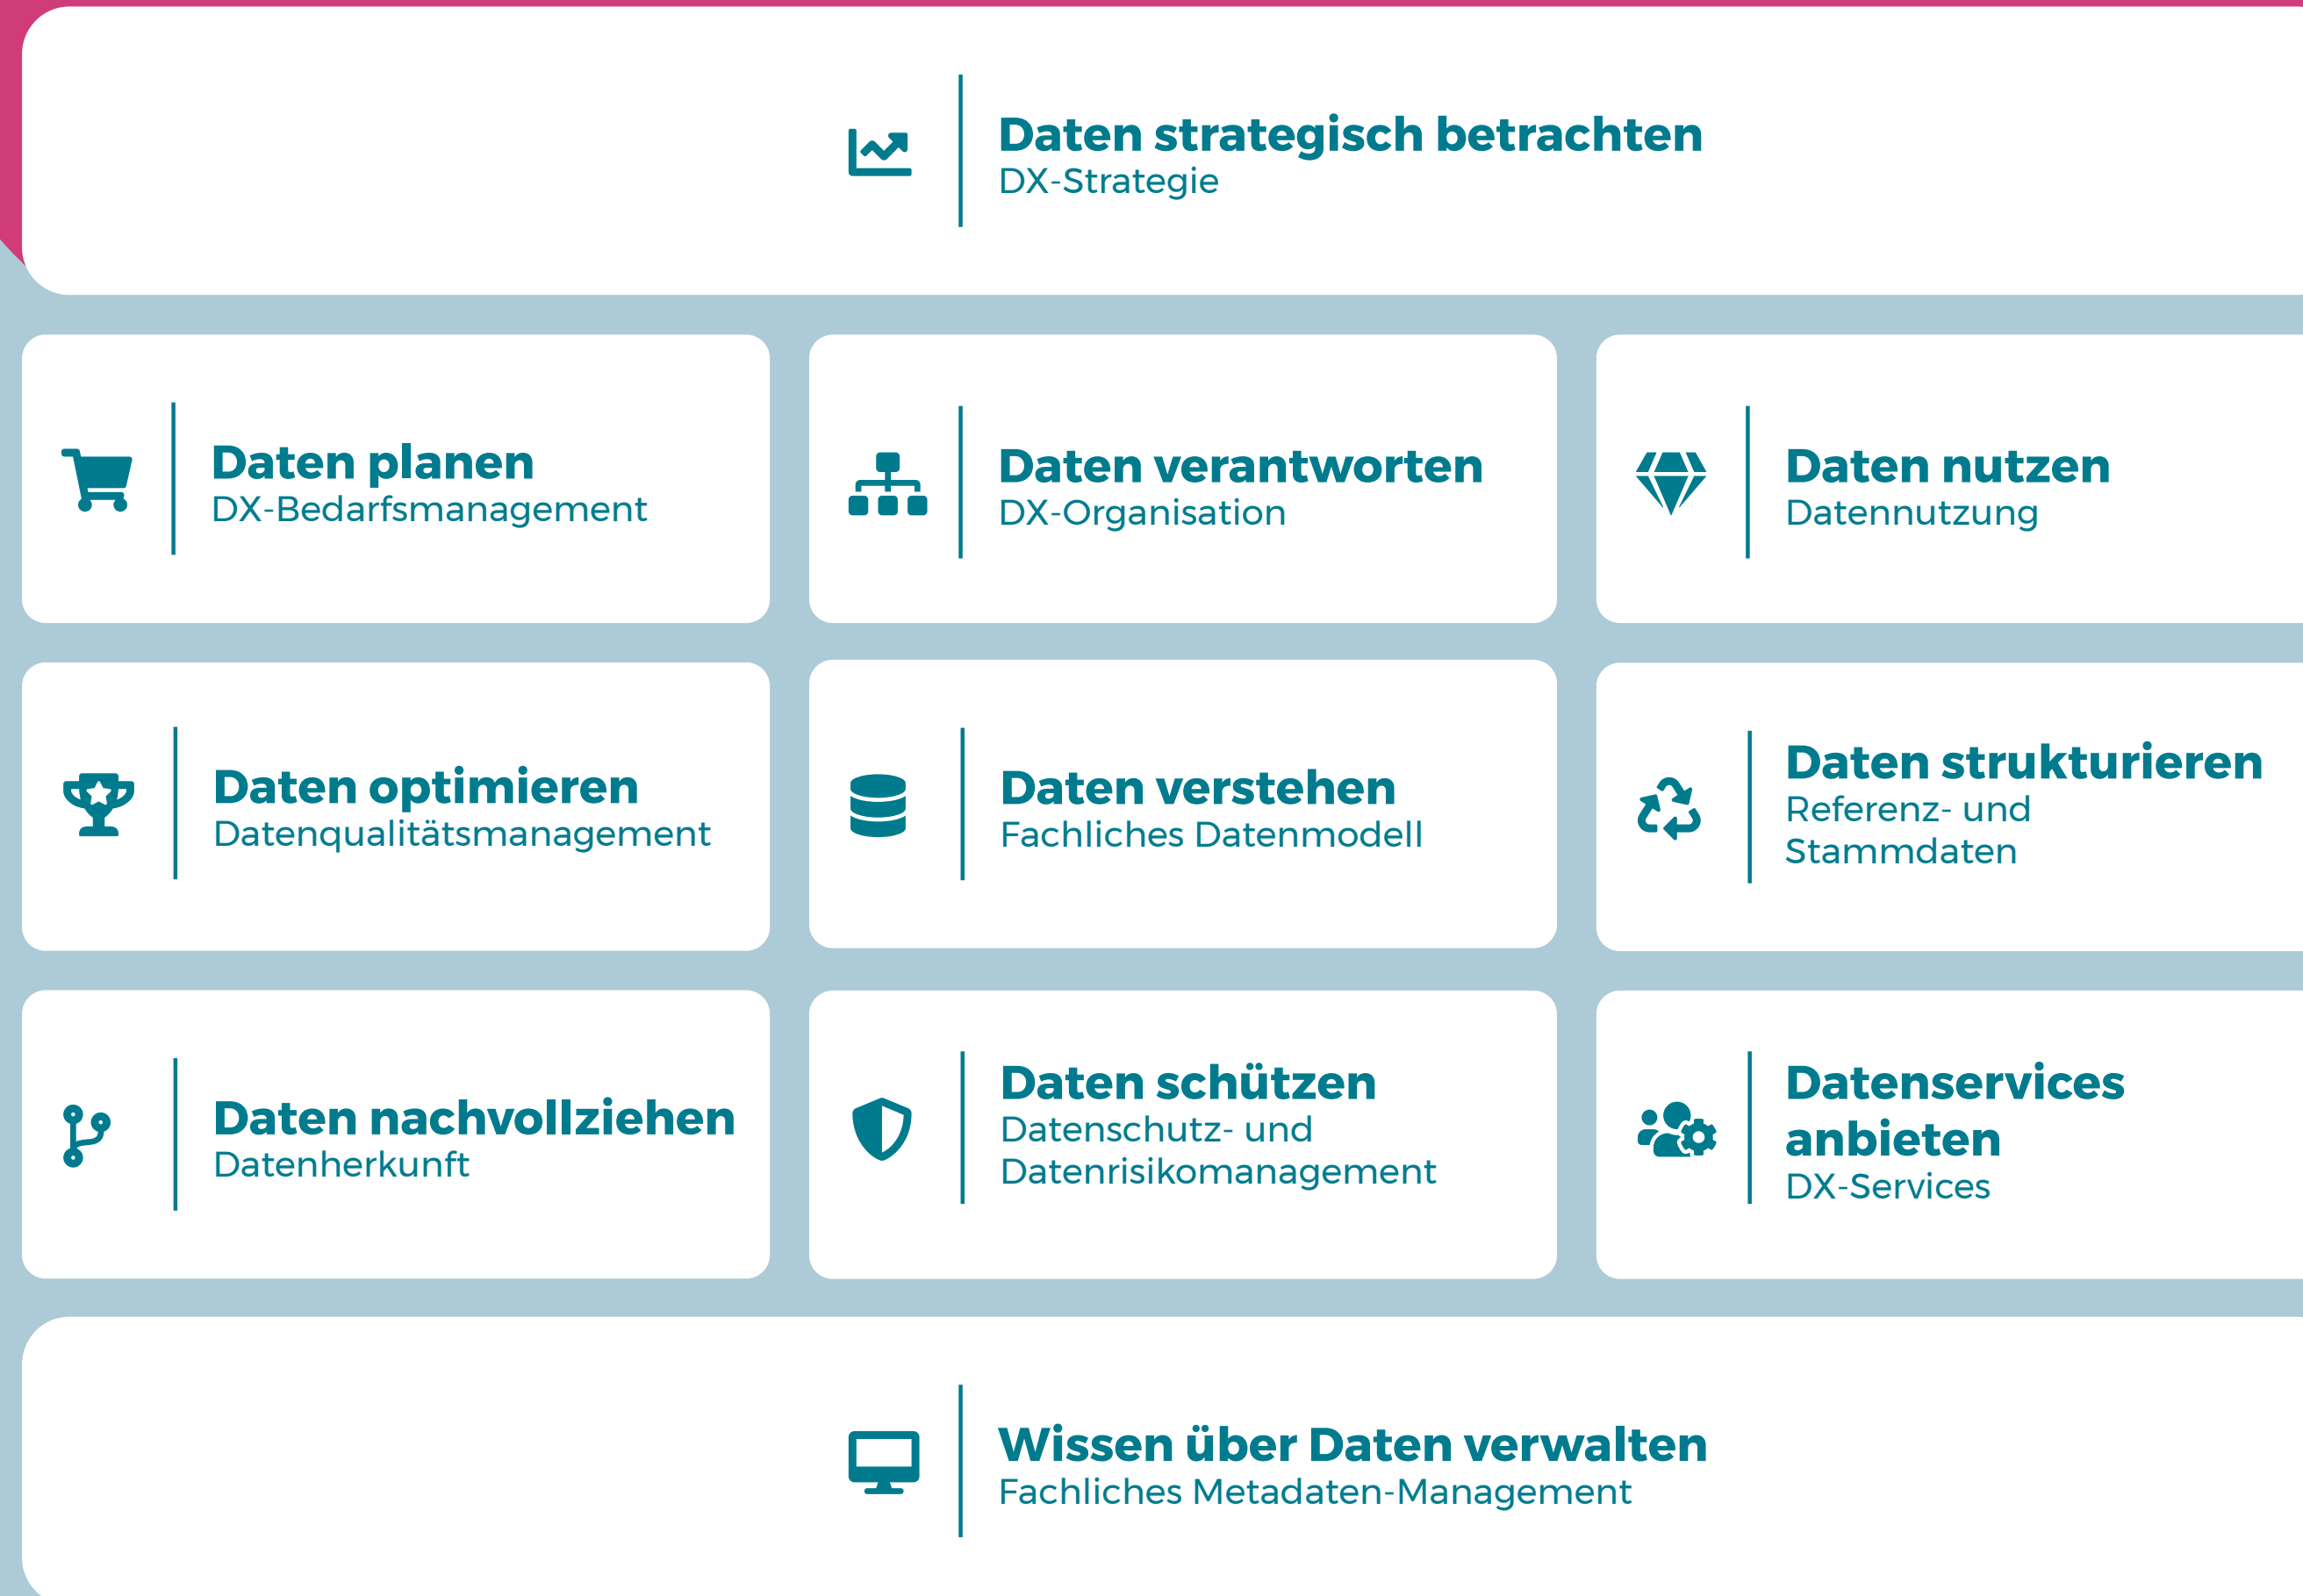 Daten strategisch betrachten
DX-Strategie
Daten planen
DX-Bedarfsmanagement
Daten verantworten
DX-Organisation
Daten nutzen
Datennutzung
Daten optimieren
Datenqualitätsmanagement
Daten verstehen
Fachliches Datenmodell
Daten strukturieren
Referenz- und
Stammdaten
Daten nachvollziehen
Datenherkunft
Daten schützen
Datenschutz- und
Datenrisikomanagement
Datenservices
anbieten
DX-Services
Wissen über Daten verwalten
Fachliches Metadaten-Management